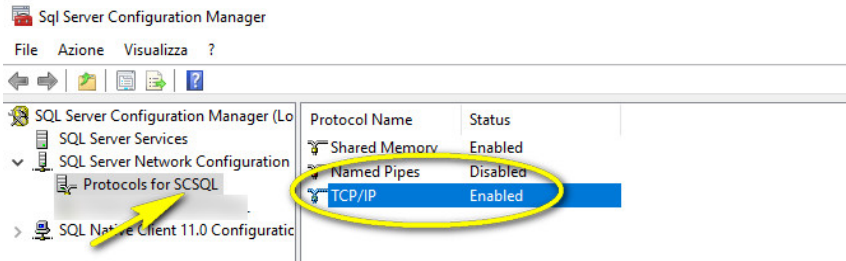 Sql Server Configuration Manager
File Azione Visualizza ?
SQL Server Configuration Manager (Lo
SQL Server Services
SQL Server Network Configuration
Protocols for SCSQL
SQL Native Client 11.0 Configuratic
Protocol Name Status
Shared Memory Enabled
Named Pipes Disabled
TCP/IP Enabled